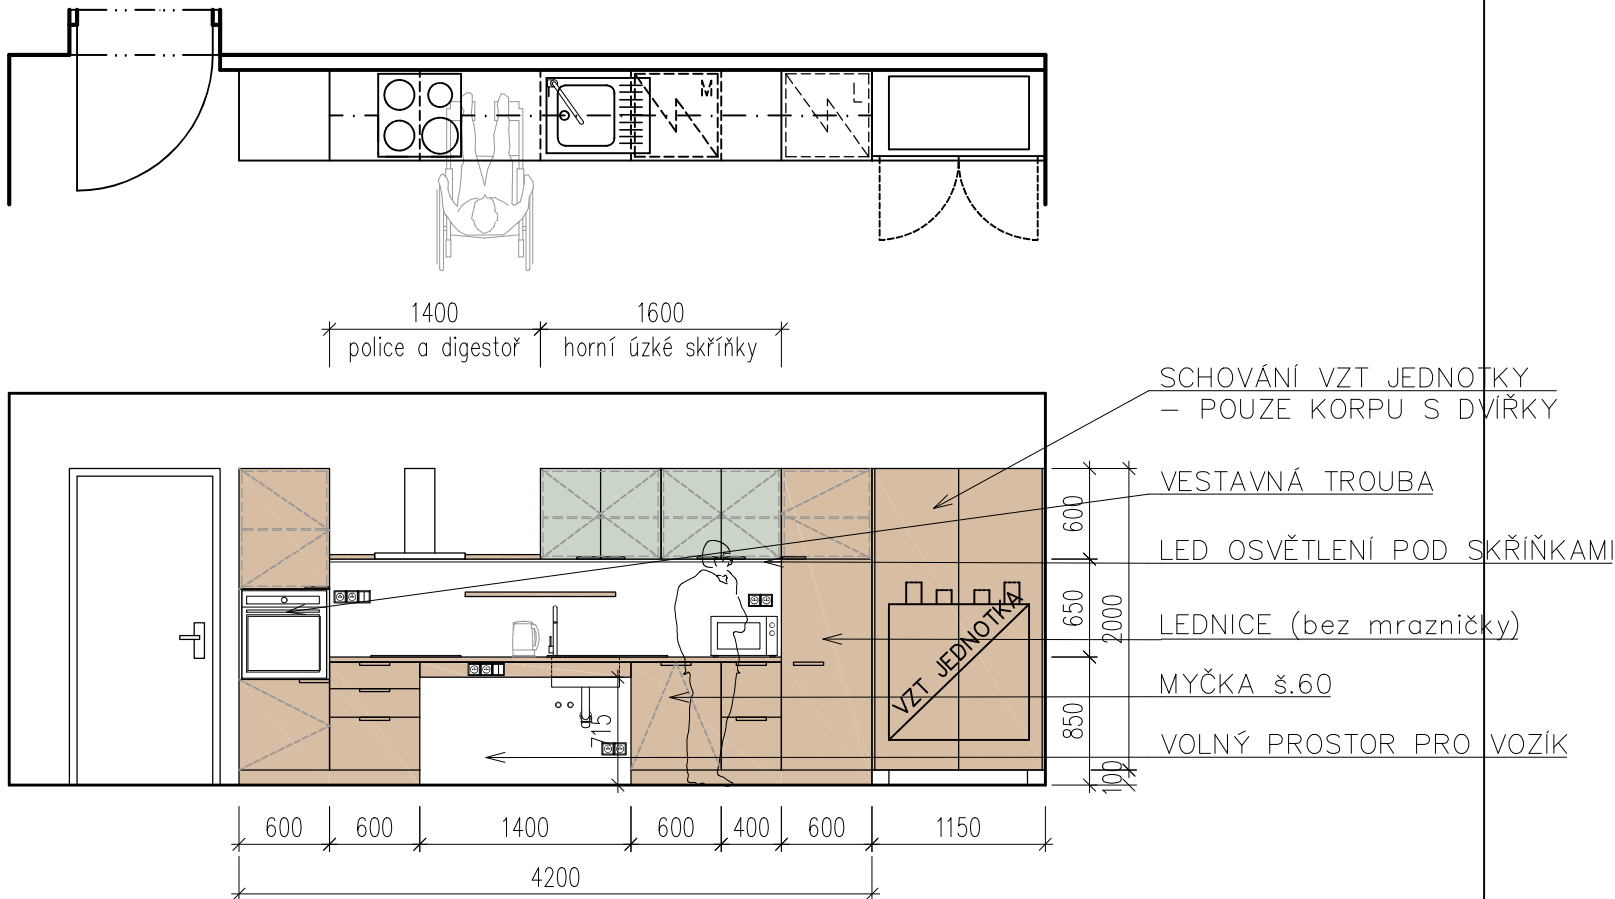 M
L
1400
1600
police a digestoř
horní úzké skříňky
SCHOVÁNÍ VZT JEDNOTKY
– POUZE KORPU S DVÍŘKY
VESTAVNÁ TROUBA
600
LED OSVĚTLENÍ POD SKŘÍŇKAMI
650
2000
LEDNICE (bez mrazničky)
VZT JEDNOTKA
MYČKA š.60
715
850
VOLNÝ PROSTOR PRO VOZÍK
100
600
600
1400
600
400
600
1150
4200